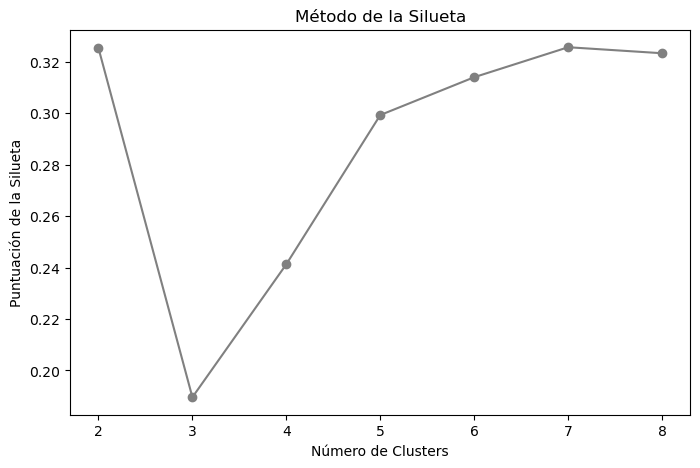 Método de la Silueta
Puntuación de la Silueta
0.32
0.30
0.28
0.26
0.24
0.22
0.20
2 3 4 5 6 7 8
Número de Clusters